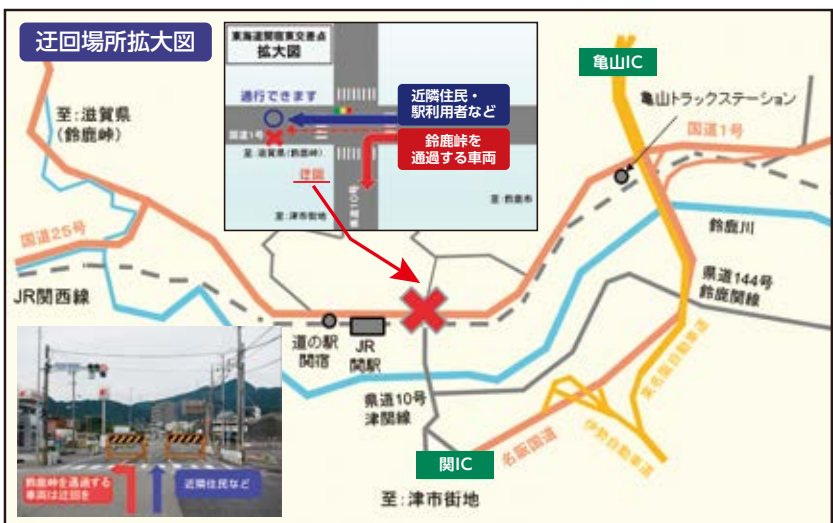 迂回場所拡大図
東海道関宿東交差点
拡大図
通行できます
近隣住民・
駅利用者など
国道1号
鈴鹿峠を
通過する車両
至:滋賀県(鈴鹿峠)
迂回
県道10号
至:津市街地
至:鈴鹿市
亀山IC
亀山トラックステーション
国道1号
至:滋賀県
(鈴鹿峠)
国道25号
鈴鹿川
JR関西線
県道144号
鈴鹿関線
道の駅
関宿
JR
関駅
県道10号
津関線
東名阪自動車道
伊勢自動車道
名阪国道
関IC
至:津市街地
鈴鹿峠を通過する
車両は迂回を
近隣住民など